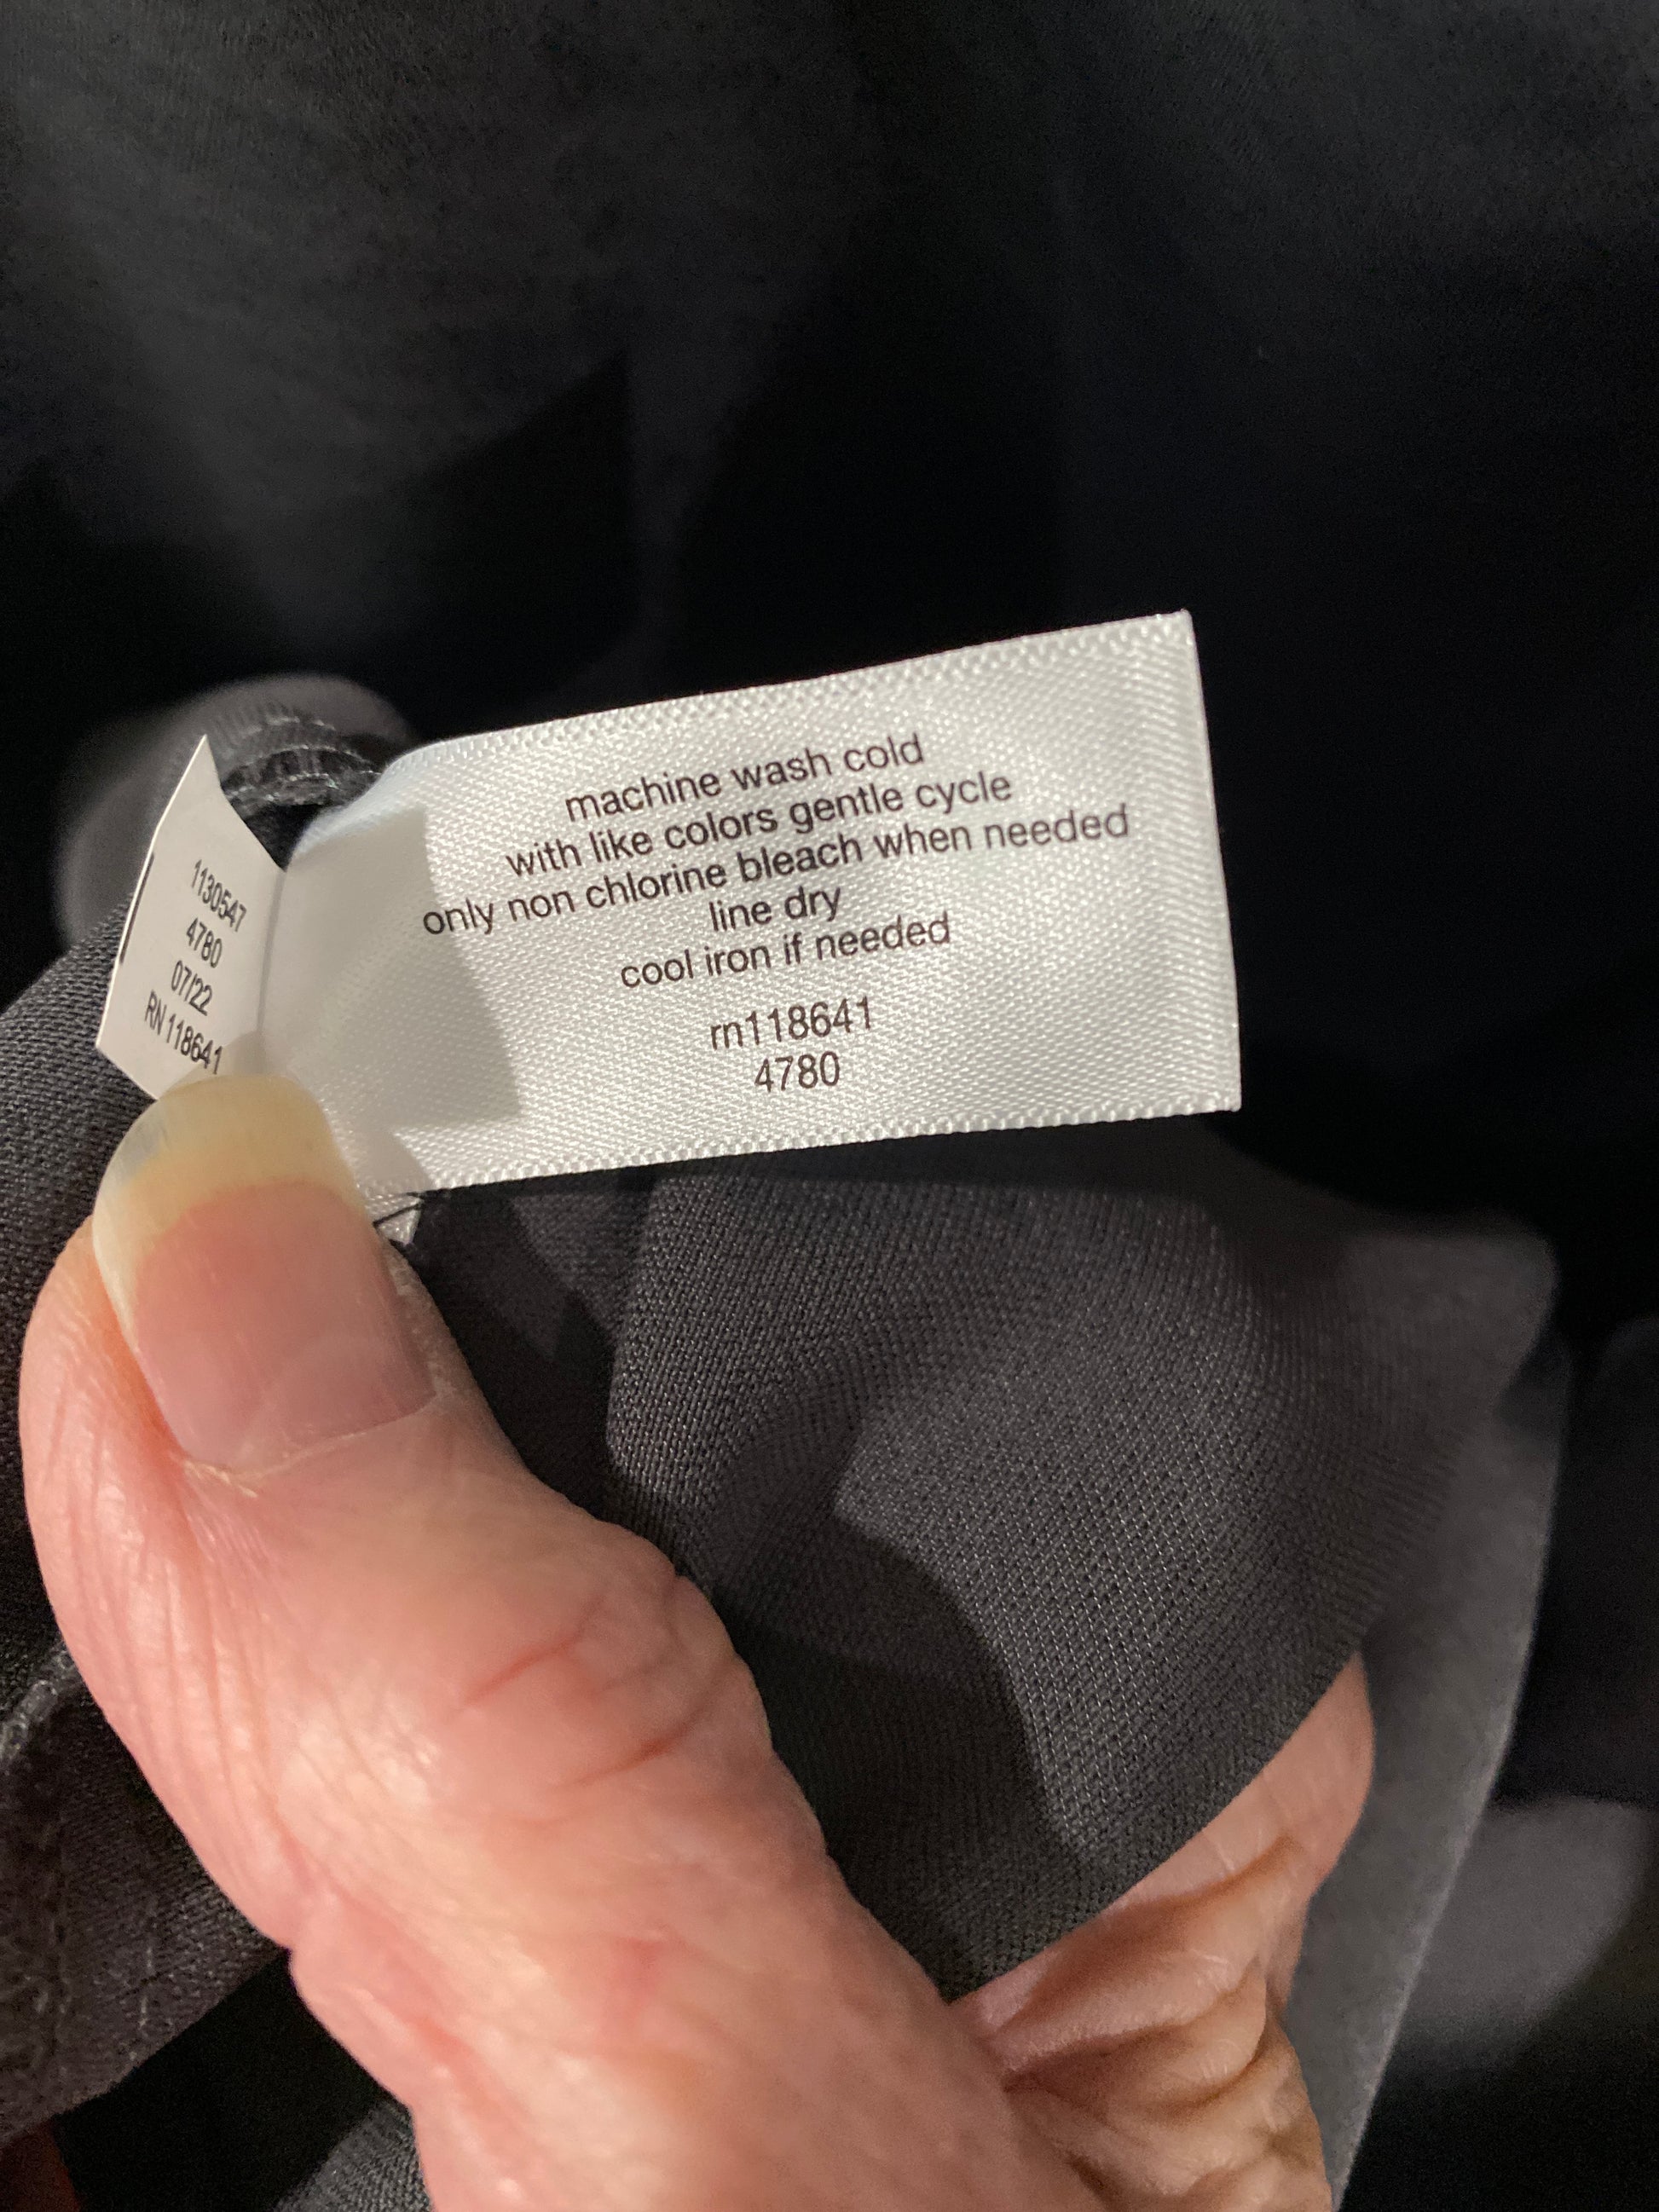 machine wash cold
with like colors gentle cycle
only non chlorine bleach when needed
line dry
cool iron if needed
rn118641
4780
1130547
4780
07/22
RN 118641